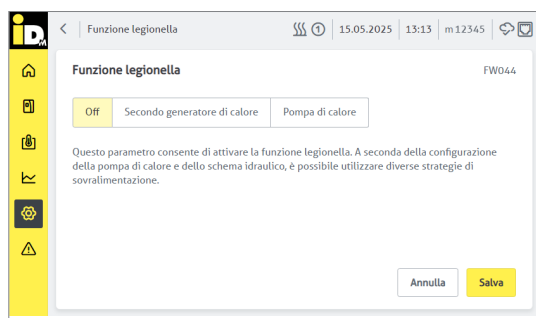 iDM
Funzione legionella
1
15.05.2025
13:13
m12345
Funzione legionella
FW044
Off
Secondo generatore di calore
Pompa di calore
Questo parametro consente di attivare la funzione legionella. A seconda della configurazione
della pompa di calore e dello schema idraulico, è possibile utilizzare diverse strategie di
sovralimentazione.
Annulla
Salva